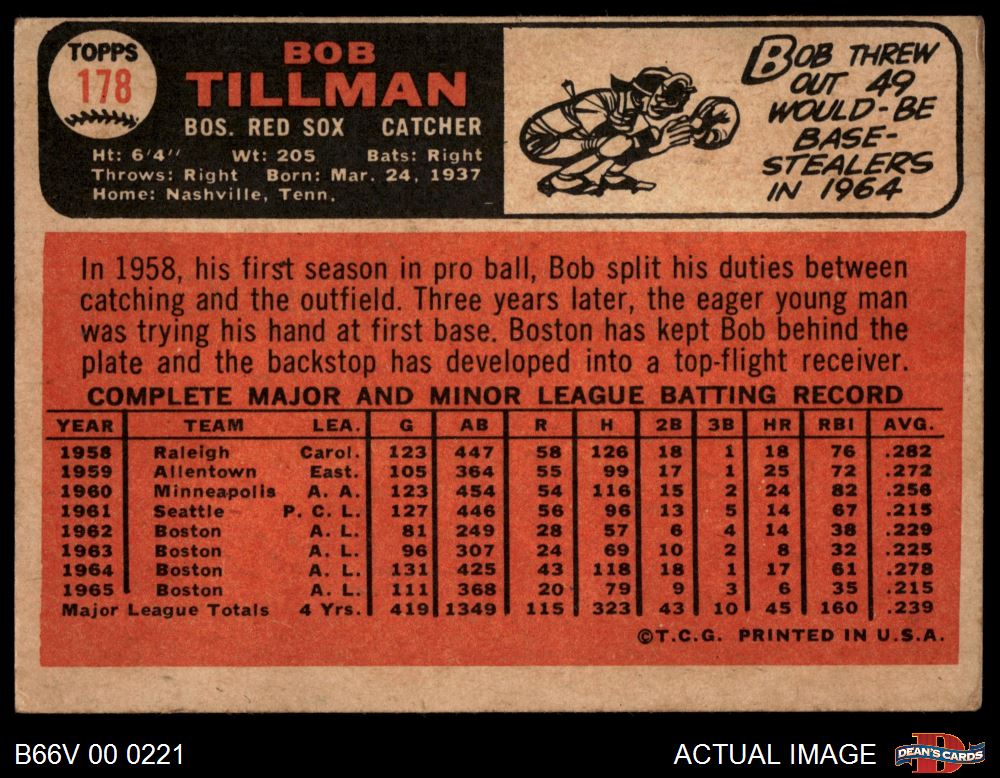 TOPPS
178
BOB
TILLMAN
BOS. RED SOX CATCHER
Ht: 6'4" Wt: 205 Bats: Right
Throws: Right Born: Mar. 24, 1937
Home: Nashville, Tenn.
BOB THREW
OUT 49
WOULD-BE
BASE-
STEALERS
IN 1964
In 1958, his first season in pro ball, Bob split his duties between
catching and the outfield. Three years later, the eager young man
was trying his hand at first base. Boston has kept Bob behind the
plate and the backstop has developed into a top-flight receiver.
COMPLETE MAJOR AND MINOR LEAGUE BATTING RECORD
YEAR TEAM LEA. G AB R H 2B 3B HR RBI AVG.
1958 Raleigh Carol. 123 447 58 126 18 1 18 76 .282
1959 Allentown East. 105 364 55 99 17 1 25 72 .272
1960 Minneapolis A. A. 123 454 54 116 15 2 24 82 .256
1961 Seattle P. C. L. 127 446 56 96 13 5 14 67 .215
1962 Boston A. L. 81 249 28 57 6 4 14 38 .229
1963 Boston A. L. 96 307 24 69 10 2 8 32 .225
1964 Boston A. L. 131 425 43 118 18 1 17 61 .278
1965 Boston A. L. 111 368 20 79 9 3 6 35 .215
Major League Totals 4 Yrs. 419 1349 115 323 43 10 45 160 .239
©T.C.G. PRINTED IN U.S.A.
B66V 00 0221 ACTUAL IMAGE DEAN'S CARDS